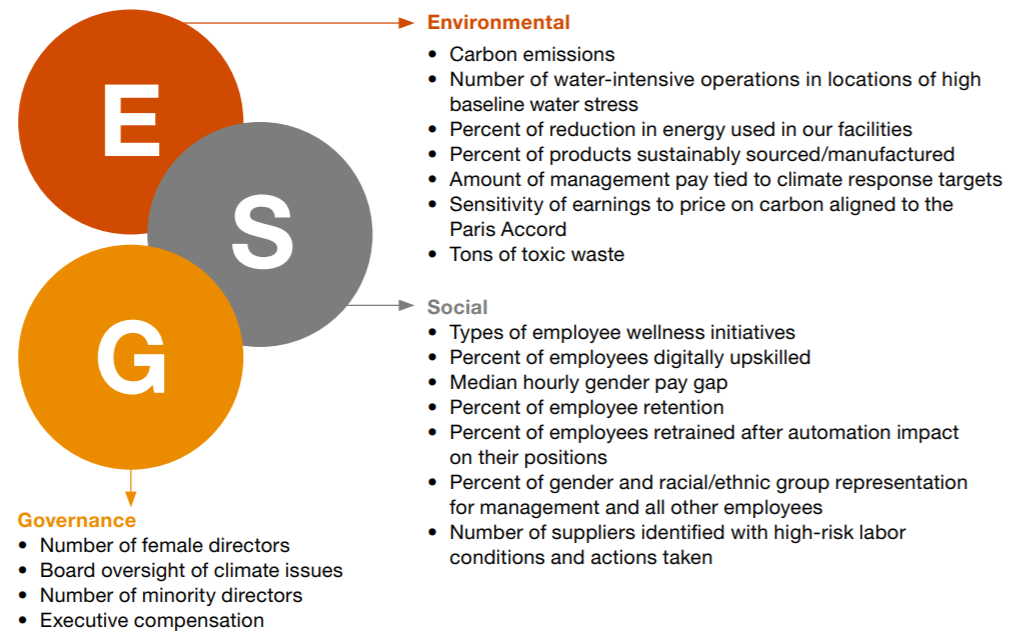 E
S
G
Environmental
• Carbon emissions
• Number of water-intensive operations in locations of high
baseline water stress
• Percent of reduction in energy used in our facilities
• Percent of products sustainably sourced/manufactured
• Amount of management pay tied to climate response targets
• Sensitivity of earnings to price on carbon aligned to the
Paris Accord
• Tons of toxic waste
Social
• Types of employee wellness initiatives
• Percent of employees digitally upskilled
• Median hourly gender pay gap
• Percent of employee retention
• Percent of employees retrained after automation impact
on their positions
• Percent of gender and racial/ethnic group representation
for management and all other employees
• Number of suppliers identified with high-risk labor
conditions and actions taken
Governance
• Number of female directors
• Board oversight of climate issues
• Number of minority directors
• Executive compensation